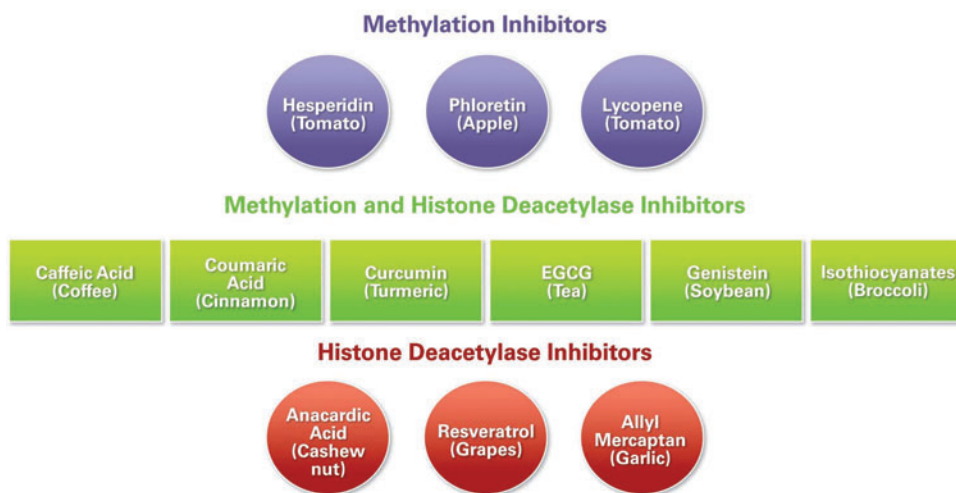 Methylation Inhibitors
Hesperidin
(Tomato)
Phloretin
(Apple)
Lycopene
(Tomato)
Methylation and Histone Deacetylase Inhibitors
Caffeic Acid
(Coffee)
Coumaric
Acid
(Cinnamon)
Curcumin
(Turmeric)
EGCG
(Tea)
Genistein
(Soybean)
Isothiocyanates
(Broccoli)
Histone Deacetylase Inhibitors
Anacardic
Acid
(Cashew
nut)
Resveratrol
(Grapes)
Allyl
Mercaptan
(Garlic)